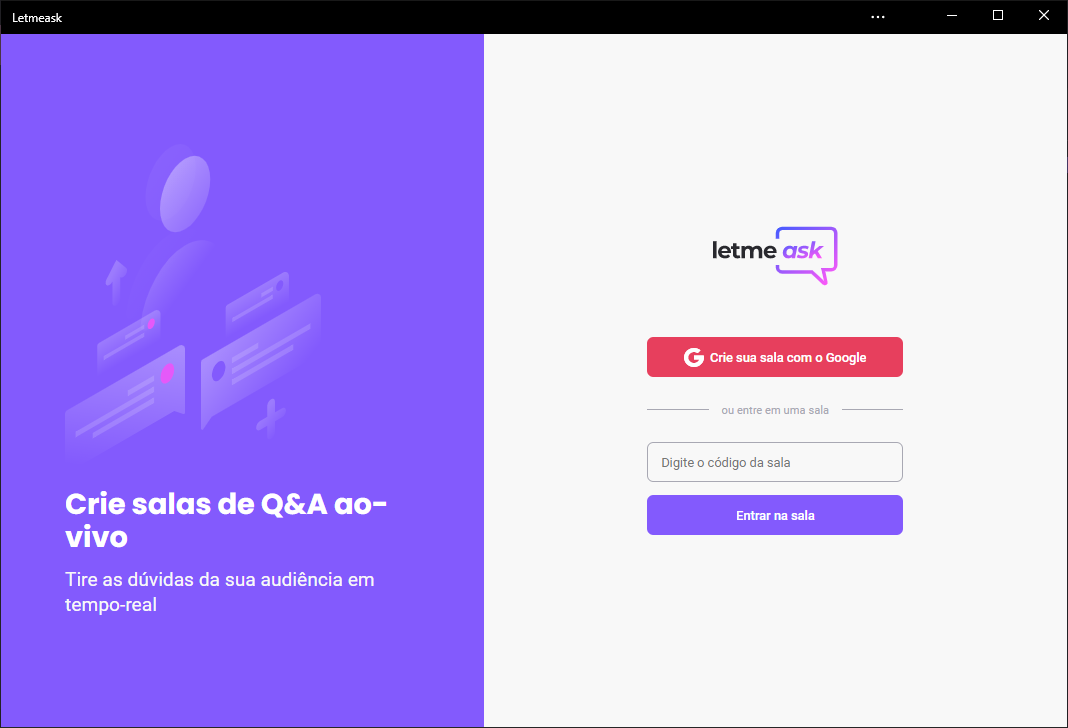 Letmeask
Crie salas de Q&A ao-
vivo
Tire as dúvidas da sua audiência em
tempo-real
letme ask
Crie sua sala com o Google
ou entre em uma sala
Digite o código da sala
Entrar na sala